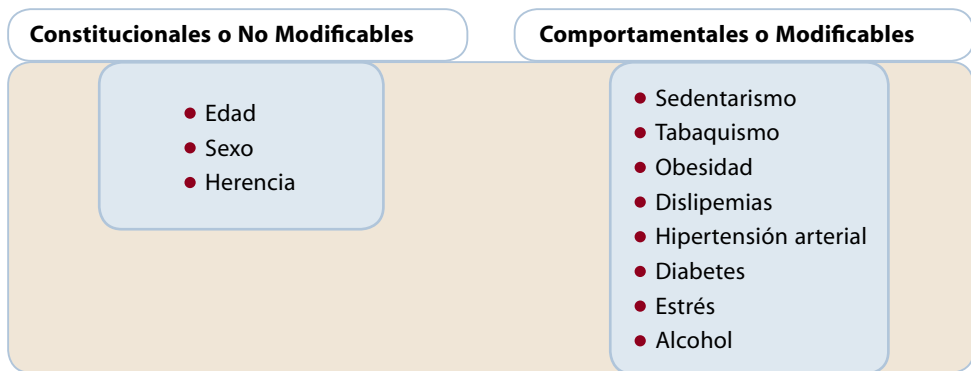 Constitucionales o No Modificables
• Edad
• Sexo
• Herencia
Comportamentales o Modificables
• Sedentarismo
• Tabaquismo
• Obesidad
• Dislipemias
• Hipertensión arterial
• Diabetes
• Estrés
• Alcohol